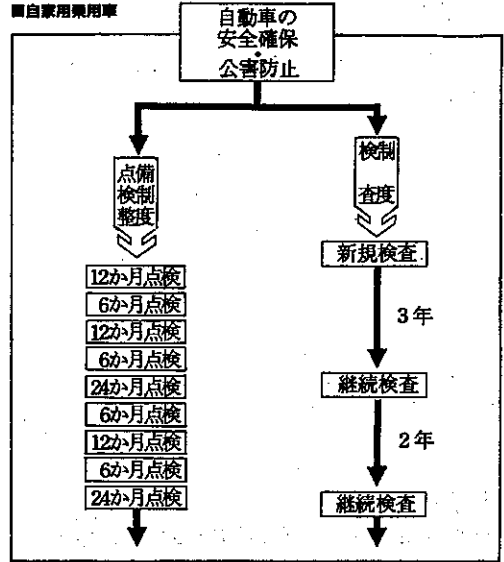 ■自家用乗用車
自動車の
安全確保
・
公害防止
点検整備制度
検査制度
12か月点検
6か月点検
12か月点検
6か月点検
24か月点検
6か月点検
12か月点検
6か月点検
24か月点検
新規検査
3年
継続検査
2年
継続検査